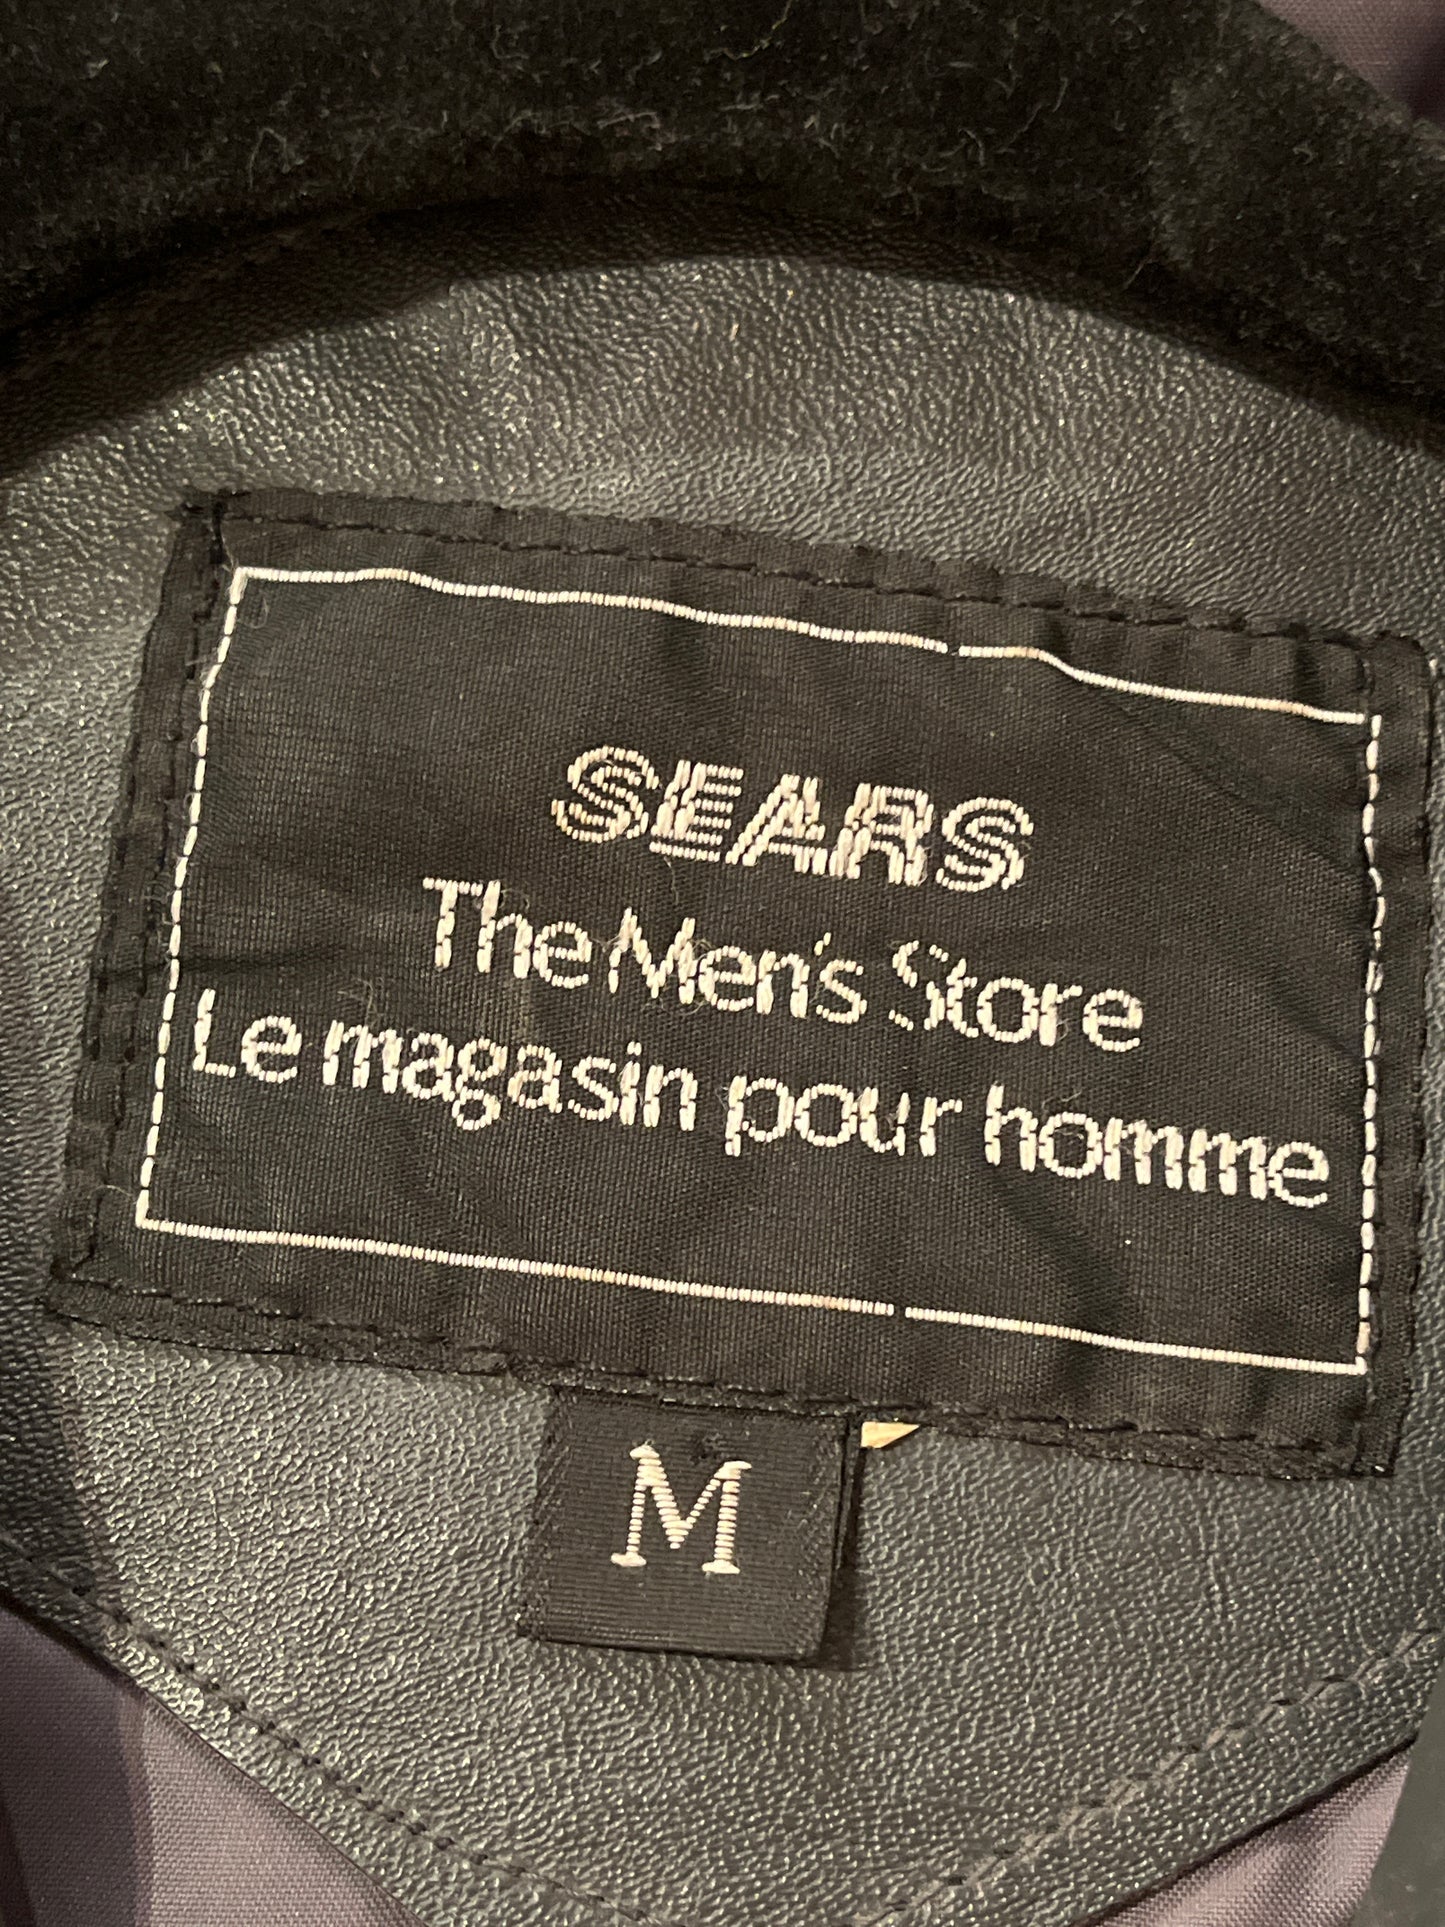 SEARS
The Men's Store
Le magasin pour homme
M